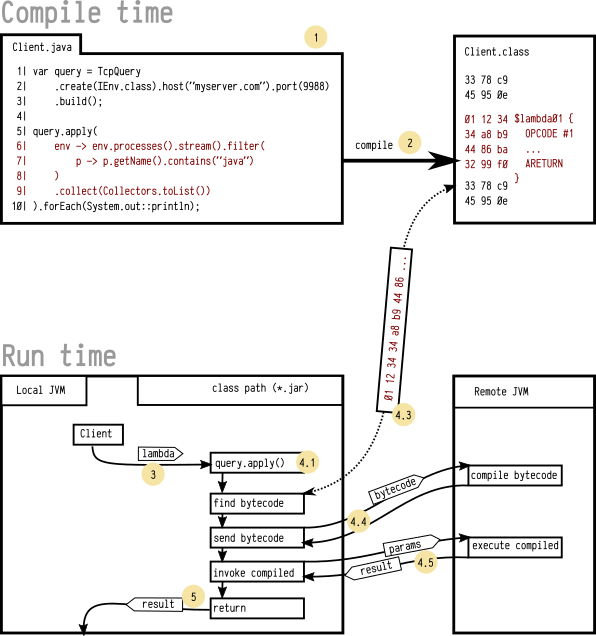 Compile time
Client.java
1
1| var query = TcpQuery
2|     .create(IEnv.class).host("myserver.com").port(9988)
3|     .build();
4|
5| query.apply(
6|     env -> env.processes().stream().filter(
7|         p -> p.getName().contains("java")
8|     )
9|     .collect(Collectors.toList())
10| ).forEach(System.out::println);
compile
2
Client.class
33 78 c9
45 95 0e
01 12 34 $lambda01 {
34 a8 b9 OPCODE #1
44 86 ba ...
32 99 f0 ARETURN
}
33 78 c9
45 95 0e
01 12 34 34 a8 b9 44 86 ...
4.3
Run time
Local JVM
class path (*.jar)
Client
lambda
3
query.apply()
4.1
find bytecode
send bytecode
invoke compiled
return
5
result
bytecode
4.4
params
result
4.5
Remote JVM
compile bytecode
execute compiled